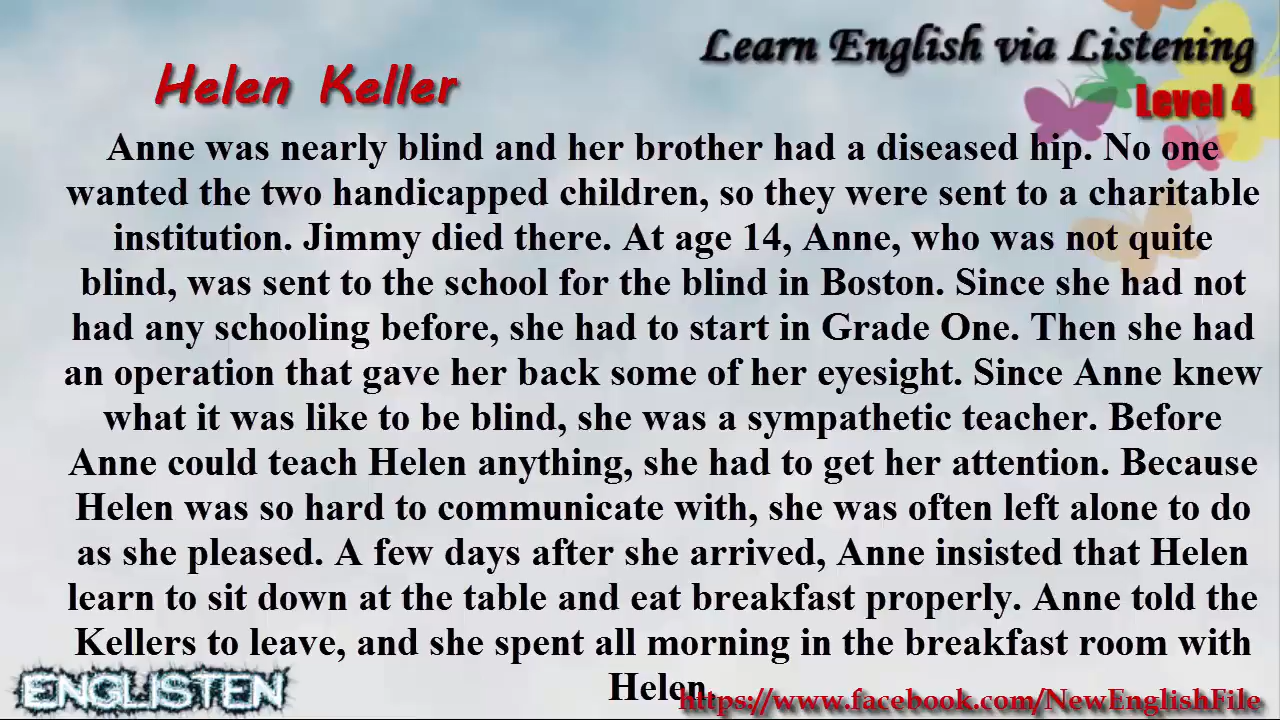 Learn English via Listening
Helen Keller
Level 4
Anne was nearly blind and her brother had a diseased hip. No one
wanted the two handicapped children, so they were sent to a charitable
institution. Jimmy died there. At age 14, Anne, who was not quite
blind, was sent to the school for the blind in Boston. Since she had not
had any schooling before, she had to start in Grade One. Then she had
an operation that gave her back some of her eyesight. Since Anne knew
what it was like to be blind, she was a sympathetic teacher. Before
Anne could teach Helen anything, she had to get her attention. Because
Helen was so hard to communicate with, she was often left alone to do
as she pleased. A few days after she arrived, Anne insisted that Helen
learn to sit down at the table and eat breakfast properly. Anne told the
Kellers to leave, and she spent all morning in the breakfast room with
Helen.
ENGLISTEN
https://www.facebook.com/NewEnglishFile